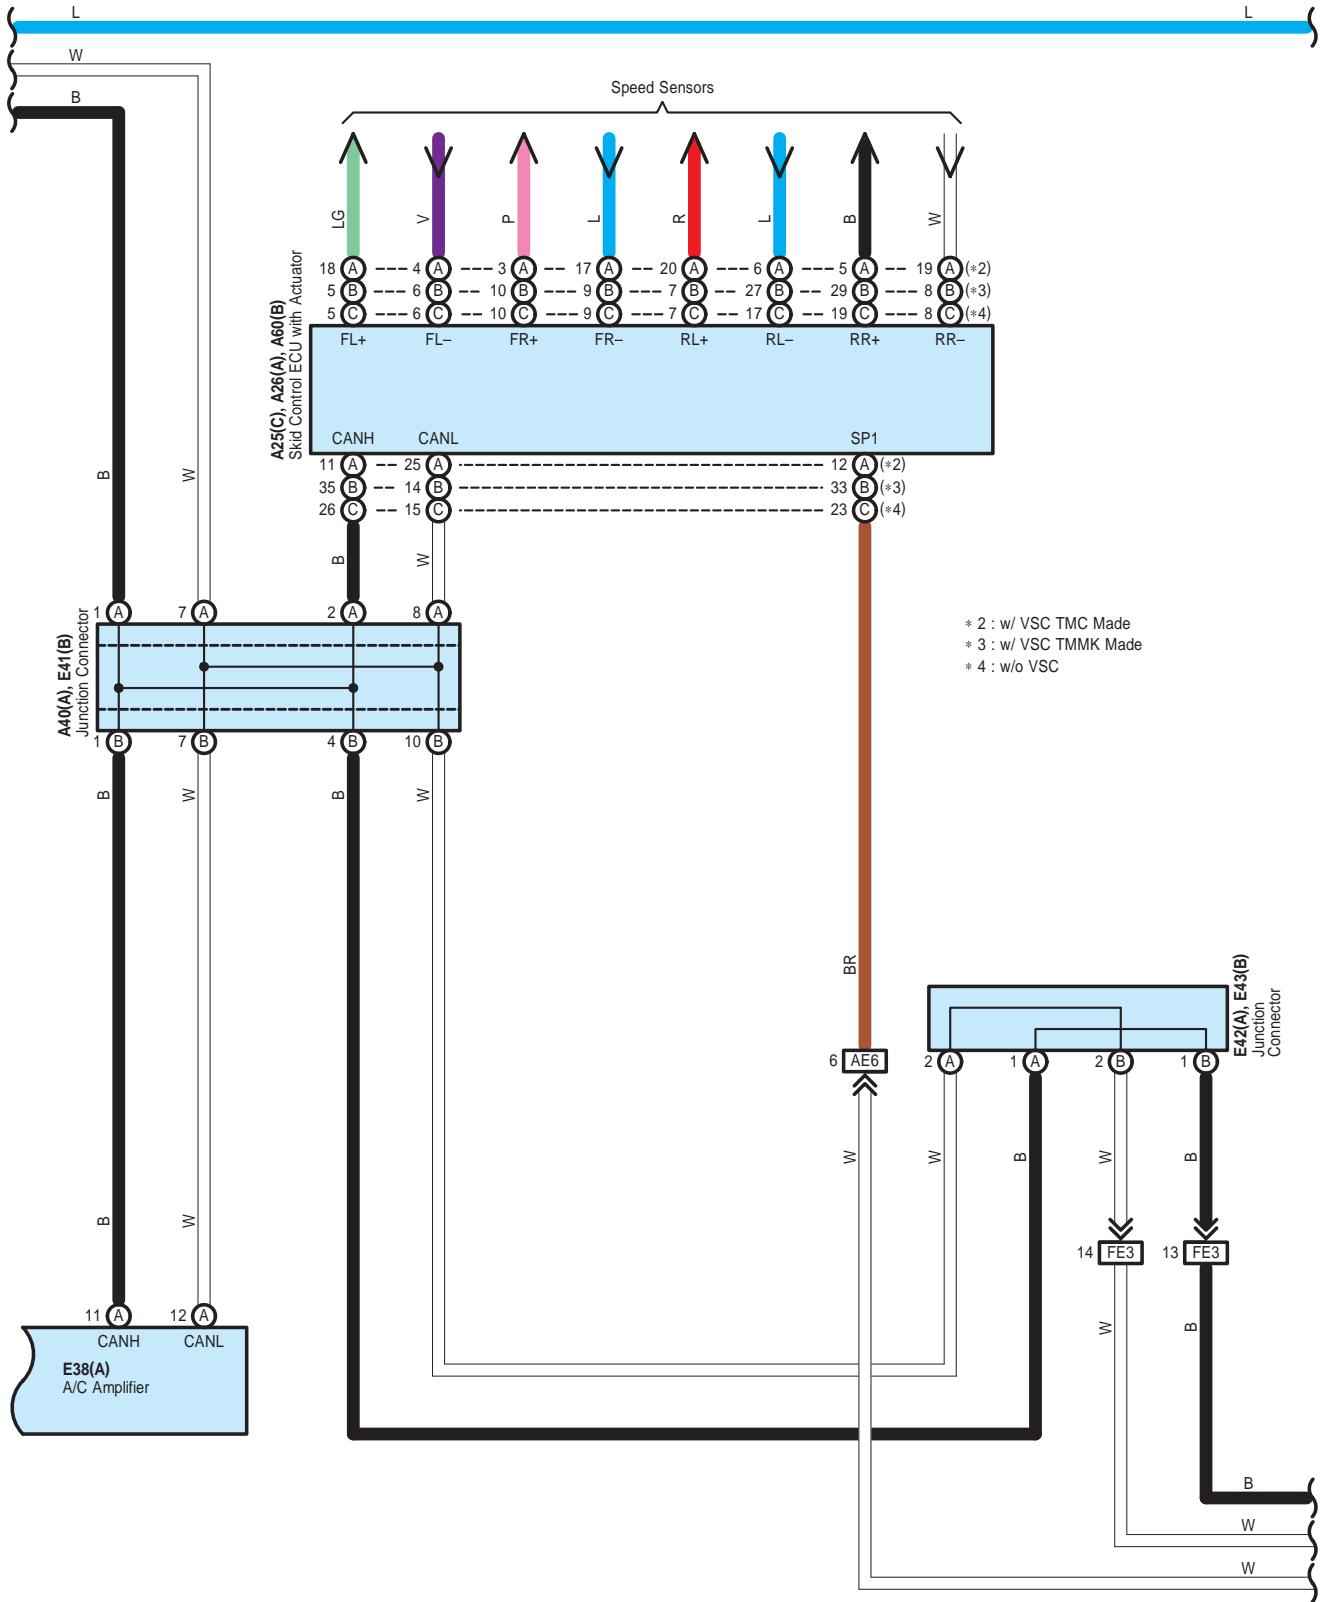 L L
W
B
Speed Sensors
LG V P L R L B W
18 A 4 A 3 A 17 A 20 A 6 A 5 A 19 A (*2)
5 B 6 B 10 B 9 B 7 B 27 B 29 B 8 B (*3)
5 C 6 C 10 C 9 C 7 C 17 C 19 C 8 C (*4)
FL+ FL– FR+ FR– RL+ RL– RR+ RR–
A25(C), A26(A), A60(B)
Skid Control ECU with Actuator
CANH CANL SP1
11 A 25 A 12 A (*2)
35 B 14 B 33 B (*3)
26 C 15 C 23 C (*4)
B W
B W
1 A 7 A 2 A 8 A
A40(A), E41(B)
Junction Connector
1 B 7 B 4 B 10 B
B W B W
* 2 : w/ VSC TMC Made
* 3 : w/ VSC TMMK Made
* 4 : w/o VSC
BR
E42(A), E43(B)
Junction
Connector
6 AE6 2 A 1 A 2 B 1 B
W W B W B
B W
14 FE3 13 FE3
W B
11 A 12 A
CANH CANL
E38(A)
A/C Amplifier
B
W
W